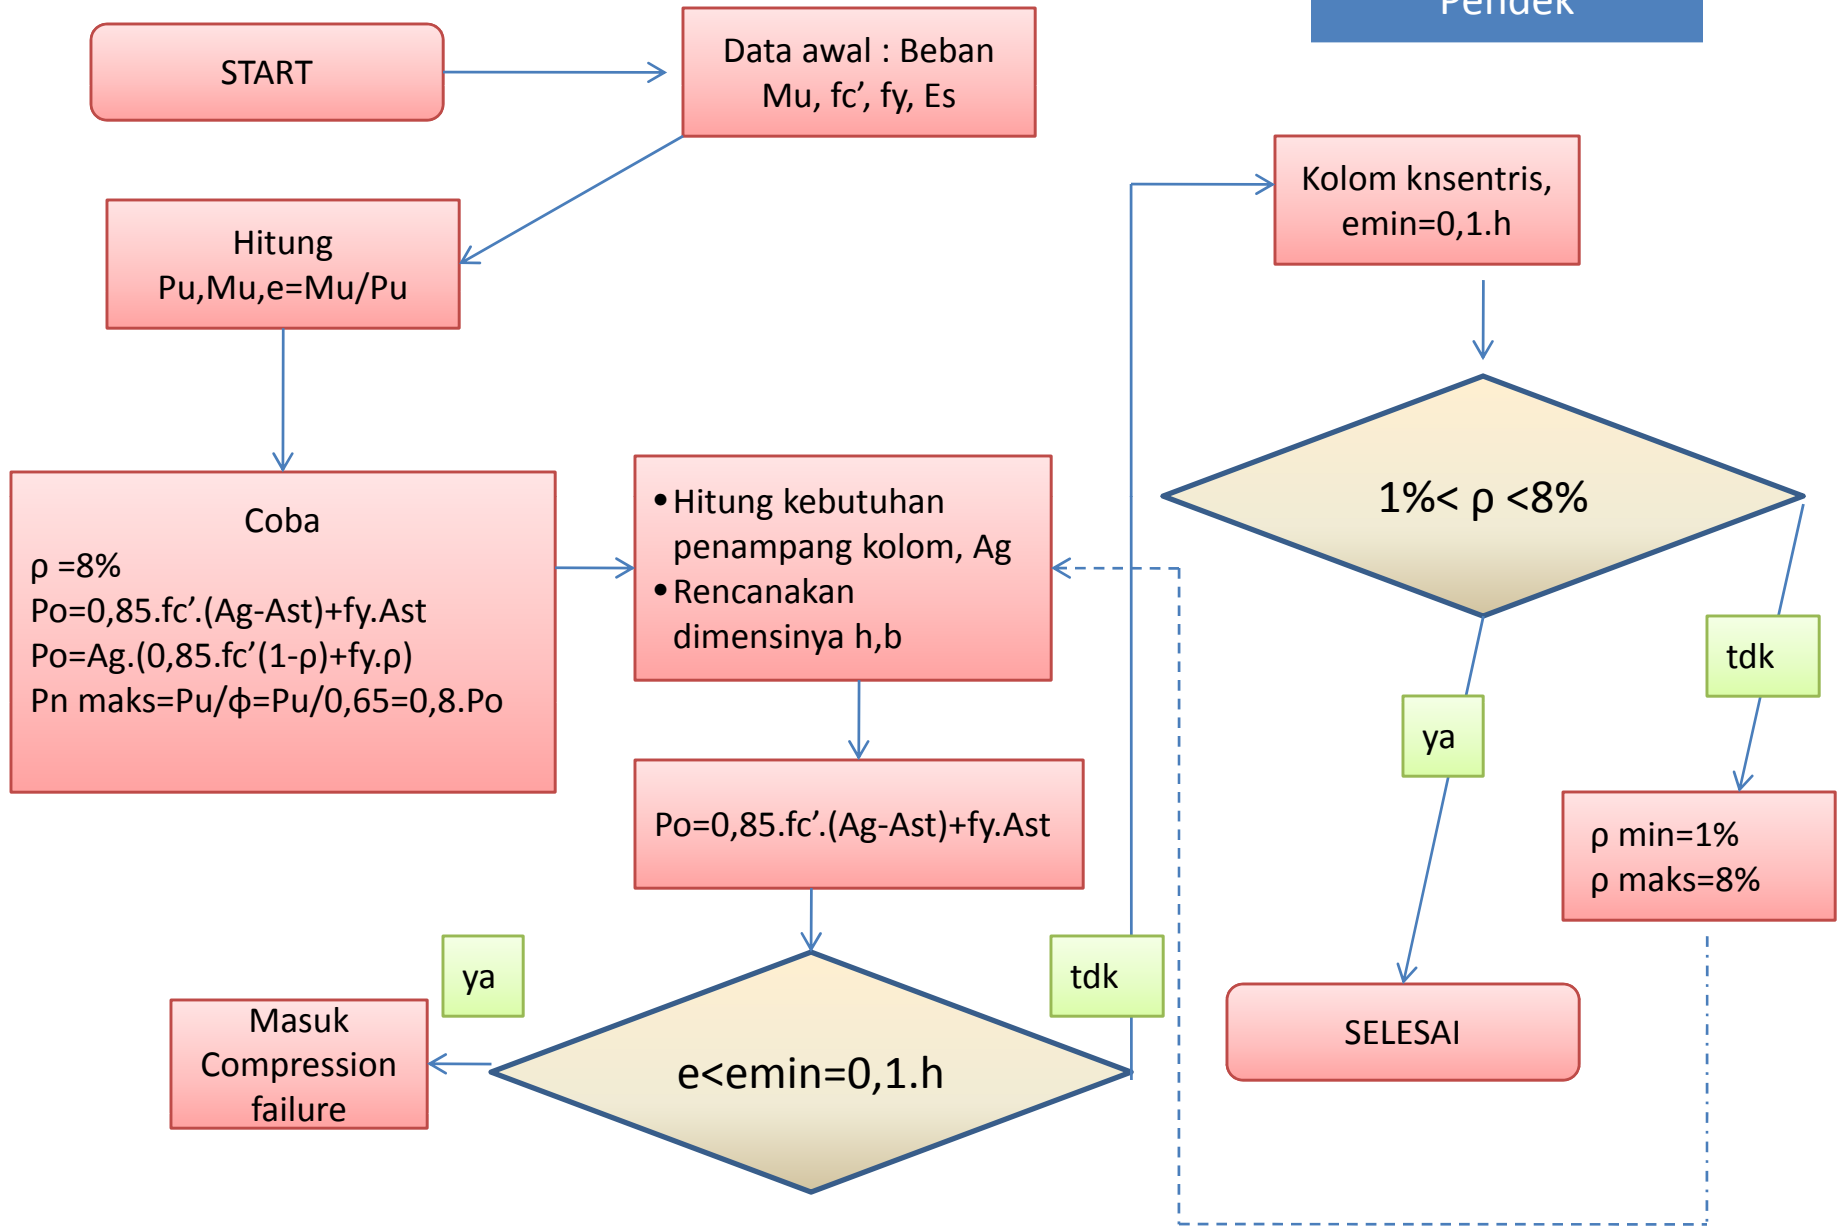 Pendek
START
Data awal : Beban
Mu, fc’, fy, Es
Hitung
Pu,Mu,e=Mu/Pu
Coba
ρ =8%
Po=0,85.fc’.(Ag-Ast)+fy.Ast
Po=Ag.(0,85.fc’(1-ρ)+fy.ρ)
Pn maks=Pu/ϕ=Pu/0,65=0,8.Po
•Hitung kebutuhan
penampang kolom, Ag
•Rencanakan
dimensinya h,b
Po=0,85.fc’.(Ag-Ast)+fy.Ast
e<emin=0,1.h
ya
Masuk
Compression
failure
tdk
Kolom knsentris,
emin=0,1.h
1%< ρ <8%
ya
SELESAI
tdk
ρ min=1%
ρ maks=8%